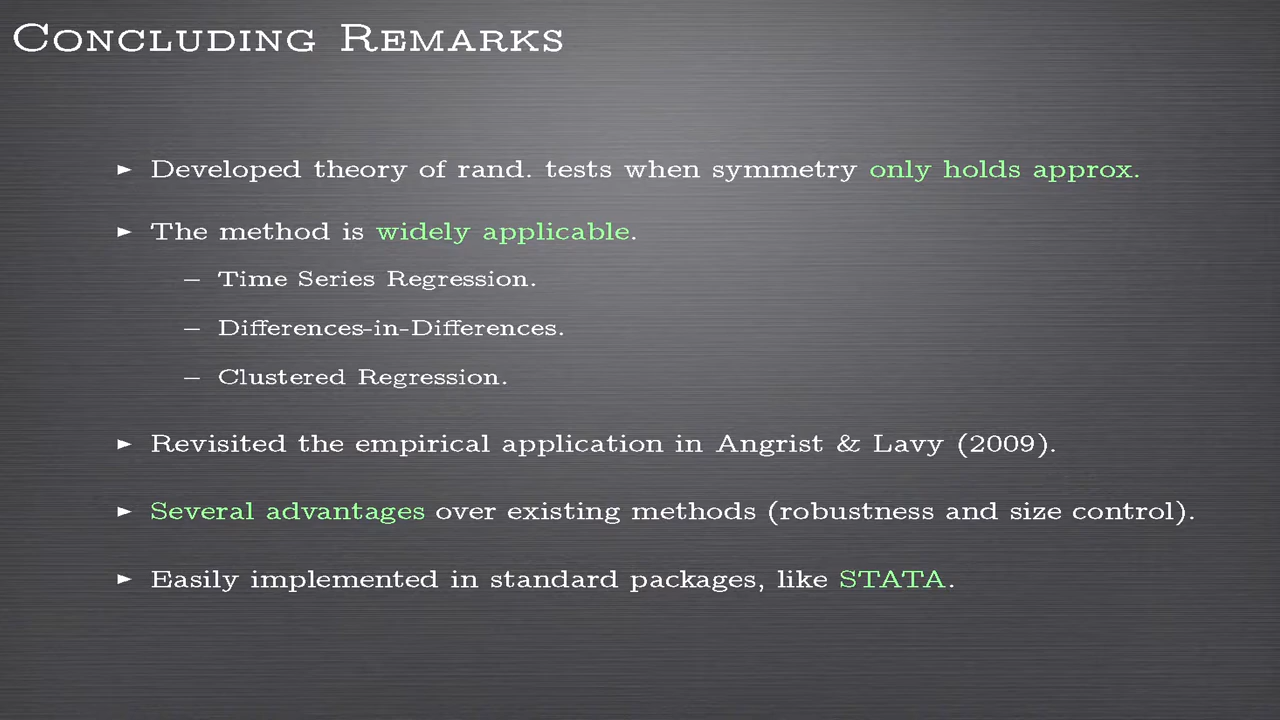 Concluding Remarks
► Developed theory of rand. tests when symmetry only holds approx.
► The method is widely applicable.
– Time Series Regression.
– Differences-in-Differences.
– Clustered Regression.
► Revisited the empirical application in Angrist & Lavy (2009).
► Several advantages over existing methods (robustness and size control).
► Easily implemented in standard packages, like STATA.